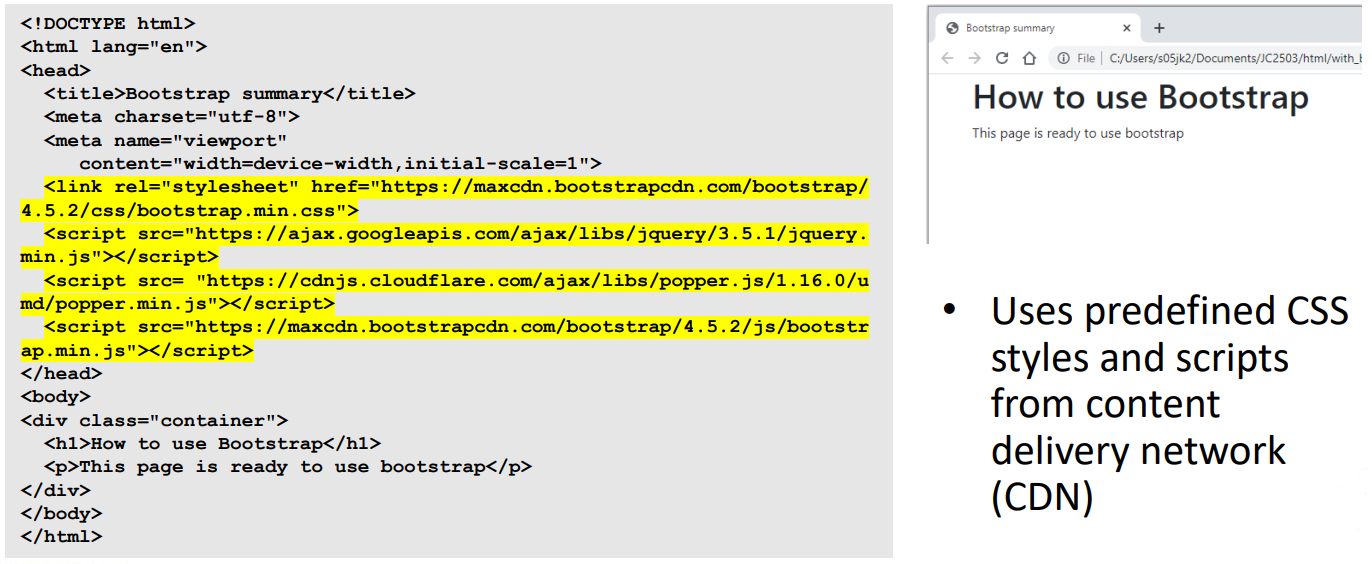 <!DOCTYPE html>
<html lang="en">
<head>
<title>Bootstrap summary</title>
<meta charset="utf-8">
<meta name="viewport"
content="width=device-width,initial-scale=1">
<link rel="stylesheet" href="https://maxcdn.bootstrapcdn.com/bootstrap/
4.5.2/css/bootstrap.min.css">
<script src="https://ajax.googleapis.com/ajax/libs/jquery/3.5.1/jquery.
min.js"></script>
<script src= "https://cdnjs.cloudflare.com/ajax/libs/popper.js/1.16.0/u
md/popper.min.js"></script>
<script src="https://maxcdn.bootstrapcdn.com/bootstrap/4.5.2/js/bootstr
ap.min.js"></script>
</head>
<body>
<div class="container">
<h1>How to use Bootstrap</h1>
<p>This page is ready to use bootstrap</p>
</div>
</body>
</html>
Bootstrap summary
File | C:/Users/s05jk2/Documents/JC2503/html/with_b
How to use Bootstrap
This page is ready to use bootstrap
• Uses predefined CSS
styles and scripts
from content
delivery network
(CDN)